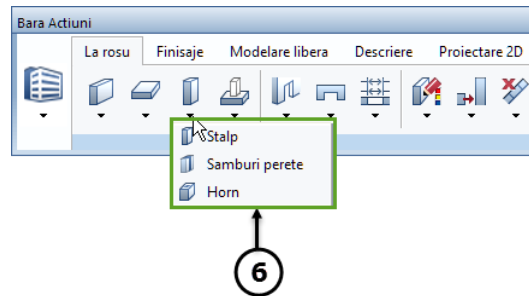 Bara Actiuni
La rosu Finisaje Modelare libera Descriere Proiectare 2D
Stalp
Samburi perete
Horn
6